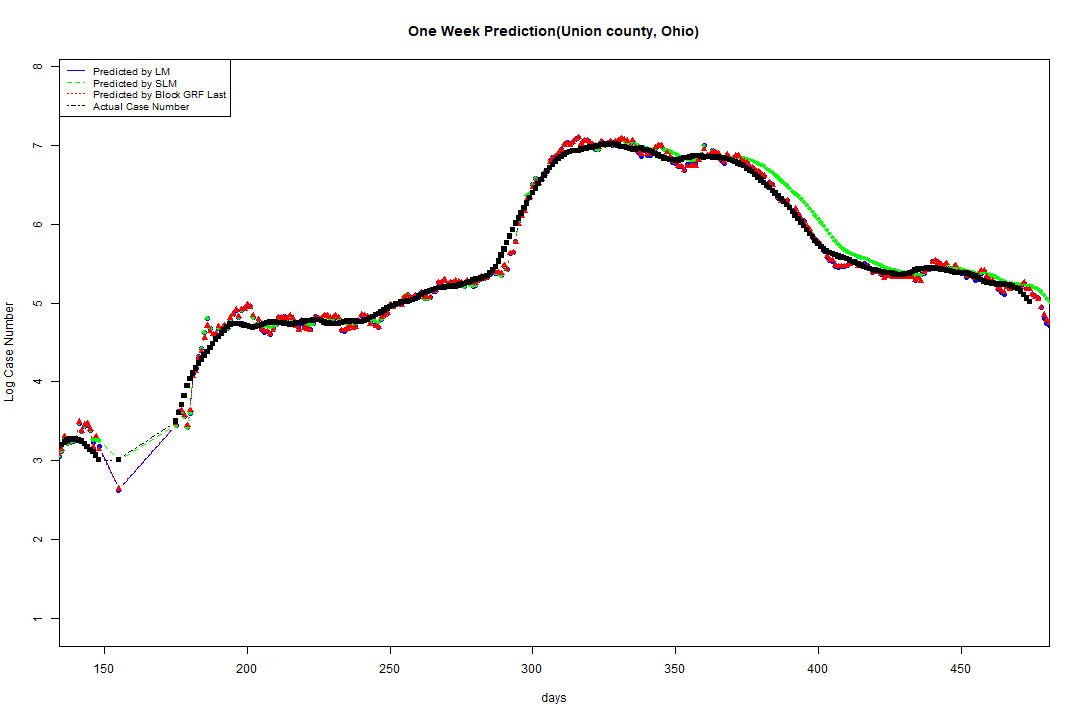 One Week Prediction(Union county, Ohio)
Predicted by LM
Predicted by SLM
Predicted by Block GRF Last
Actual Case Number
8
7
6
5
4
3
2
1
Log Case Number
150 200 250 300 350 400 450
days